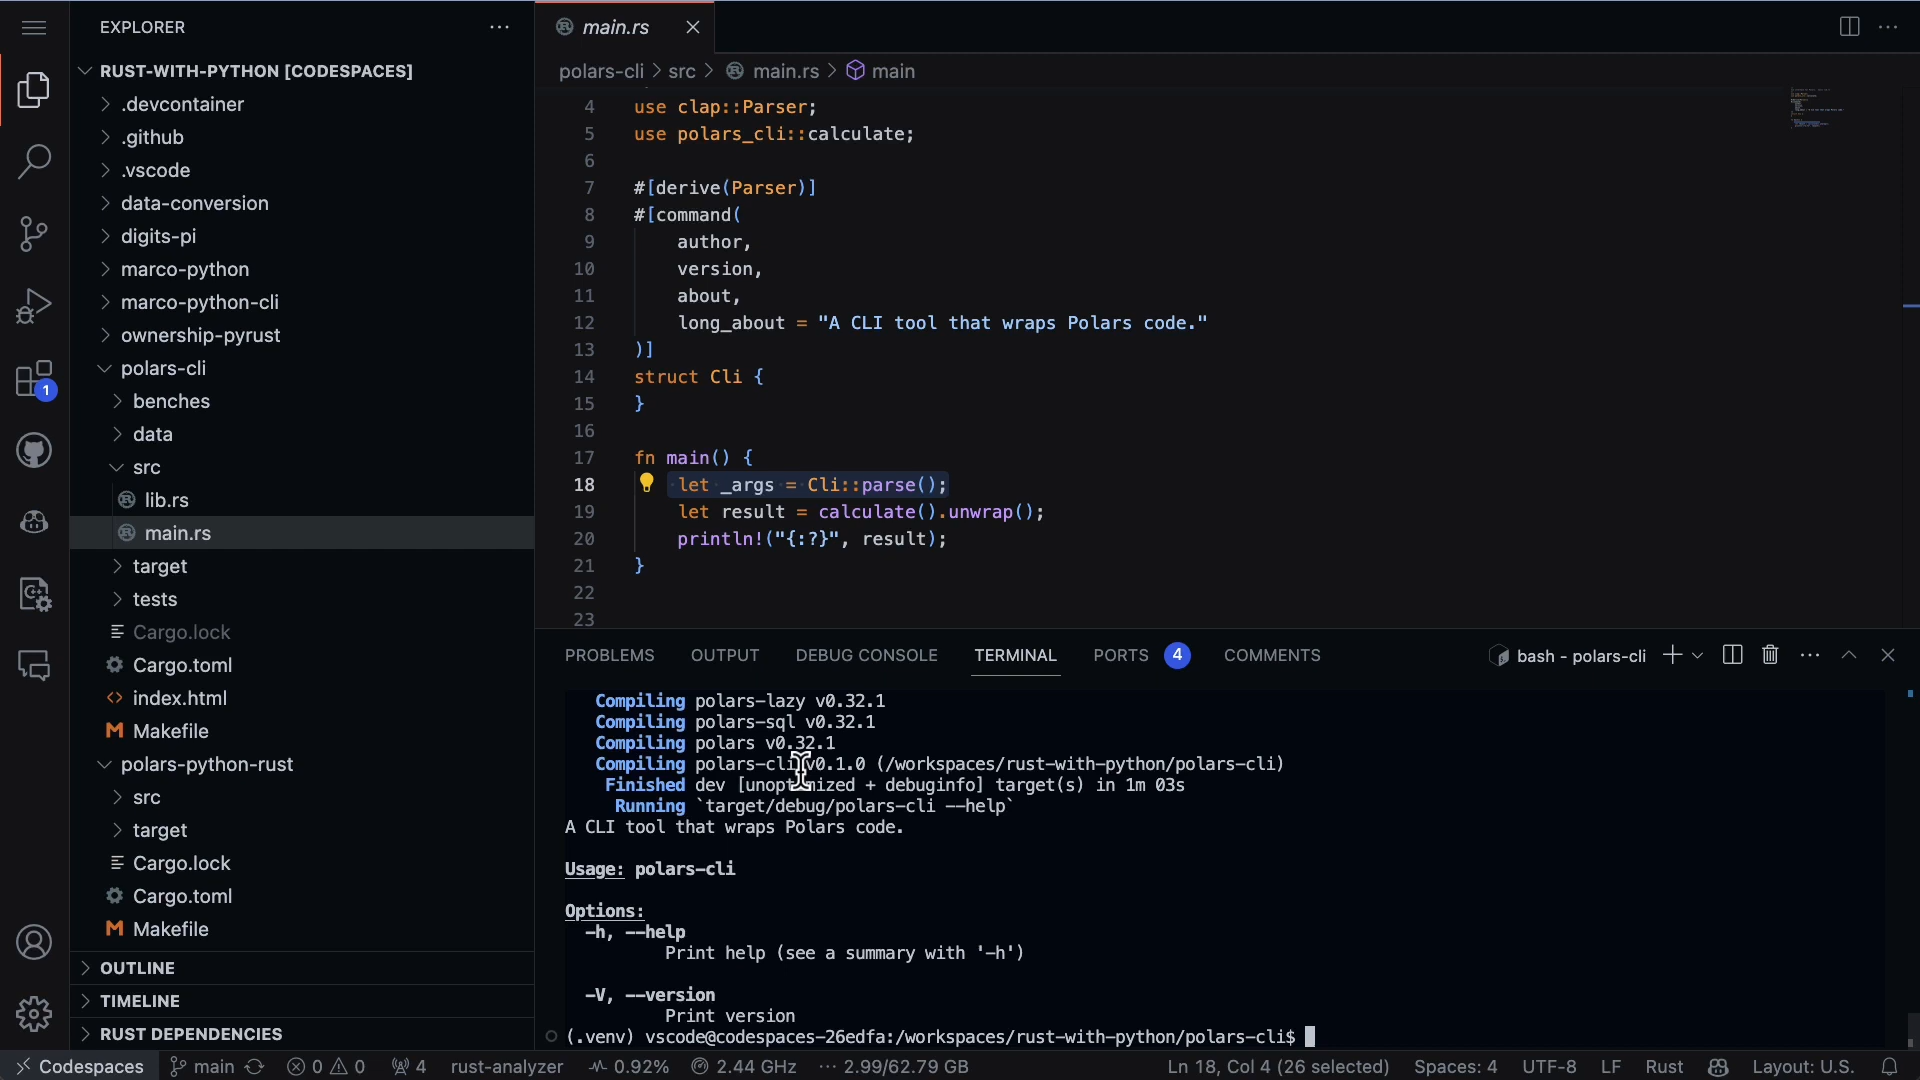 EXPLORER
RUST-WITH-PYTHON [CODESPACES]
.devcontainer
.github
.vscode
data-conversion
digits-pi
marco-python
marco-python-cli
ownership-pyrust
polars-cli
benches
data
src
lib.rs
main.rs
target
tests
Cargo.lock
Cargo.toml
index.html
Makefile
polars-python-rust
src
target
Cargo.lock
Cargo.toml
Makefile
OUTLINE
TIMELINE
RUST DEPENDENCIES
1
main.rs
polars-cli > src > main.rs > main
4 use clap::Parser;
5 use polars_cli::calculate;
6
7 #[derive(Parser)]
8 #[command(
9 author,
10 version,
11 about,
12 long_about = "A CLI tool that wraps Polars code."
13 )]
14 struct Cli {
15 }
16
17 fn main() {
18 let _args = Cli::parse();
19 let result = calculate().unwrap();
20 println!("{:?}", result);
21 }
22
23
PROBLEMS OUTPUT DEBUG CONSOLE TERMINAL PORTS 4 COMMENTS bash - polars-cli
Compiling polars-lazy v0.32.1
Compiling polars-sql v0.32.1
Compiling polars v0.32.1
Compiling polars-cli v0.1.0 (/workspaces/rust-with-python/polars-cli)
Finished dev [unoptimized + debuginfo] target(s) in 1m 03s
Running `target/debug/polars-cli --help`
A CLI tool that wraps Polars code.
Usage: polars-cli
Options:
-h, --help
Print help (see a summary with '-h')
-V, --version
Print version
(.venv) vscode@codespaces-26edfa:/workspaces/rust-with-python/polars-cli$
Codespaces main 0 0 4 rust-analyzer 0.92% 2.44 GHz 2.99/62.79 GB Ln 18, Col 4 (26 selected) Spaces: 4 UTF-8 LF Rust Layout: U.S.